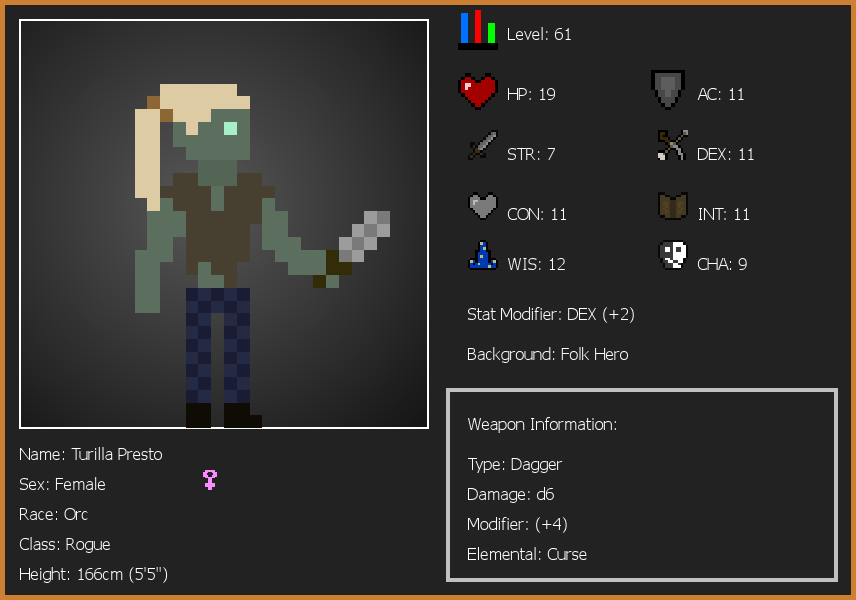 Level: 61
HP: 19
AC: 11
STR: 7
DEX: 11
CON: 11
INT: 11
WIS: 12
CHA: 9
Stat Modifier: DEX (+2)
Background: Folk Hero
Weapon Information:
Type: Dagger
Damage: d6
Modifier: (+4)
Elemental: Curse
Name: Turilla Presto
Sex: Female
Race: Orc
Class: Rogue
Height: 166cm (5'5")